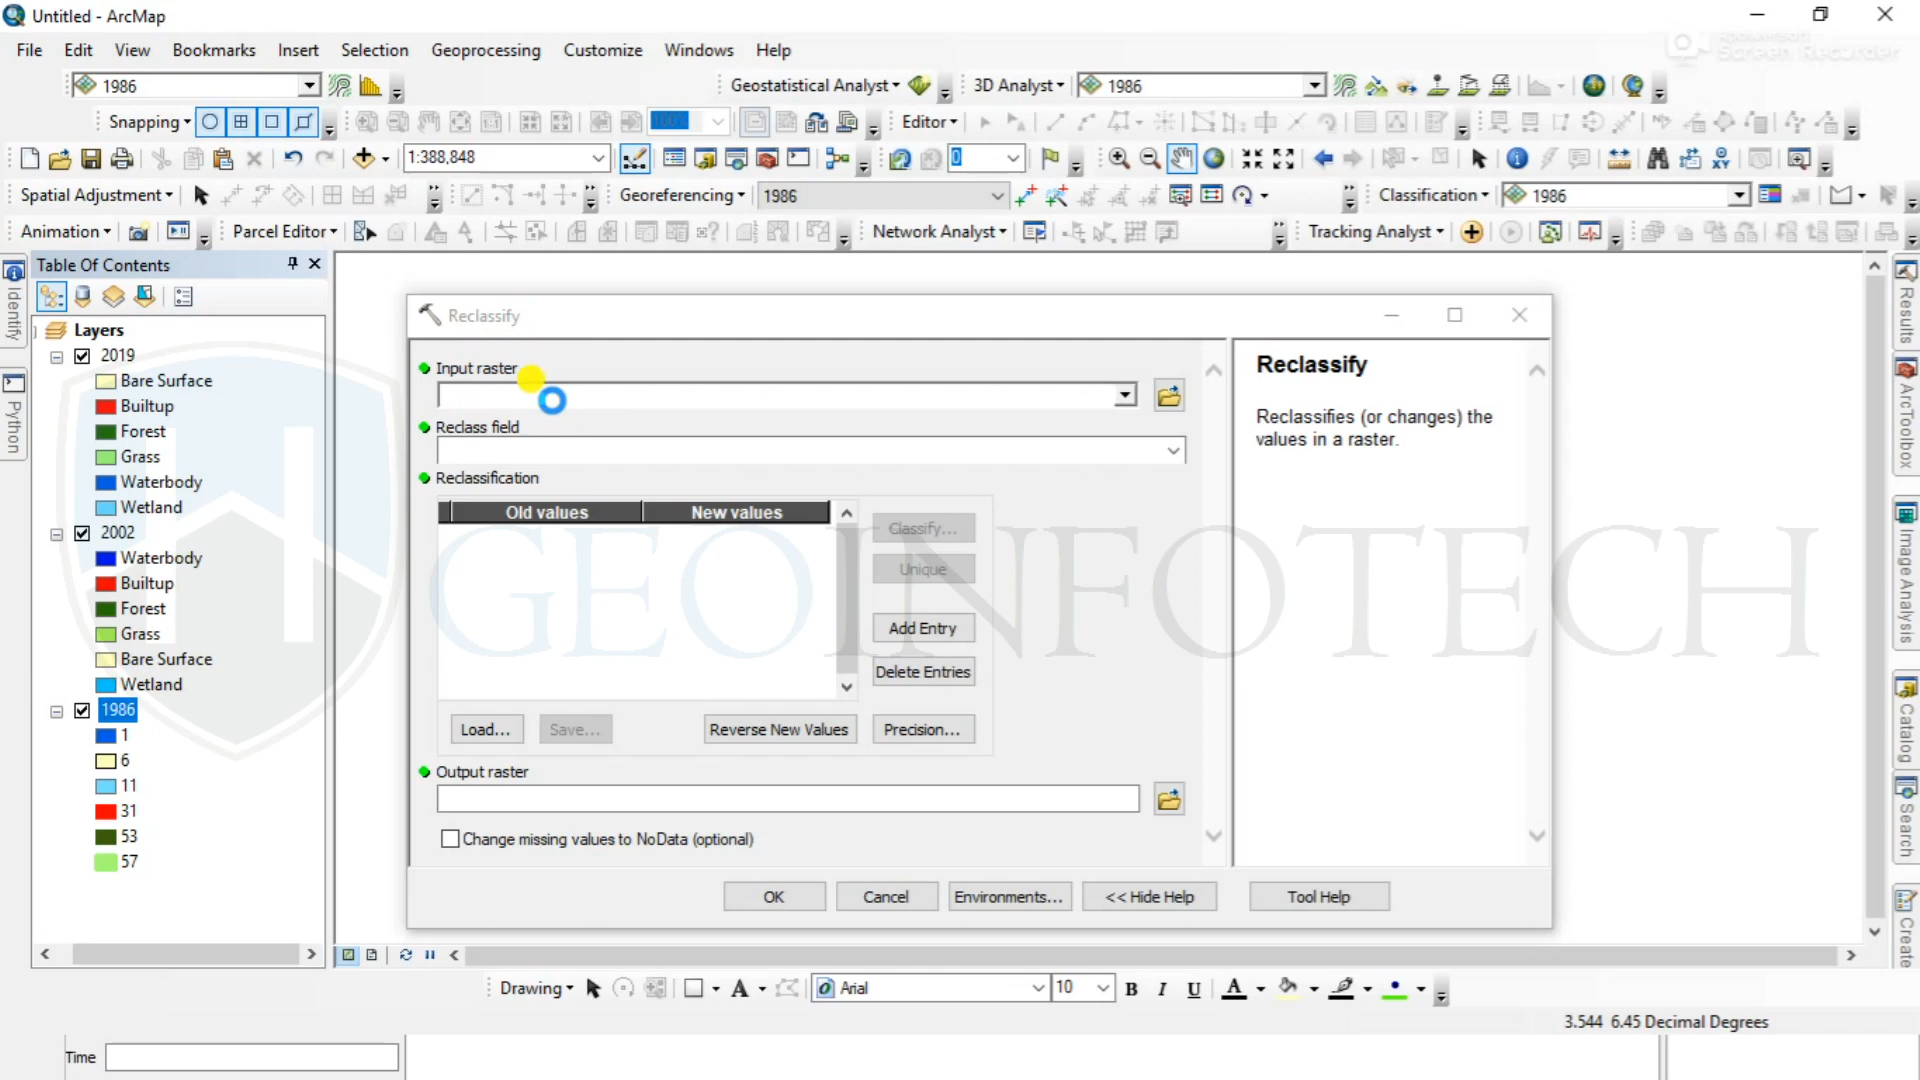 Untitled - ArcMap
File Edit View Bookmarks Insert Selection Geoprocessing Customize Windows Help
Apowersoft
Screen Recorder
1986 Geostatistical Analyst 3D Analyst 1986
Snapping 100% Editor
1:388,848 0
Spatial Adjustment Georeferencing 1986 Classification 1986
Animation Parcel Editor Network Analyst Tracking Analyst
Identify
Python
Table Of Contents
Layers
2019
Bare Surface
Builtup
Forest
Grass
Waterbody
Wetland
2002
Waterbody
Builtup
Forest
Grass
Bare Surface
Wetland
1986
1
6
11
31
53
57
Reclassify
Input raster
Reclass field
Reclassification
Old values New values
Classify...
Unique
Add Entry
Delete Entries
Load... Save... Reverse New Values Precision...
Output raster
Change missing values to NoData (optional)
OK Cancel Environments... << Hide Help Tool Help
Reclassify
Reclassifies (or changes) the
values in a raster.
GEOINFOTECH
Results
ArcToolbox
Image Analysis
Catalog
Search
Create
Drawing Arial 10 B I U A
3.544 6.45 Decimal Degrees
Time